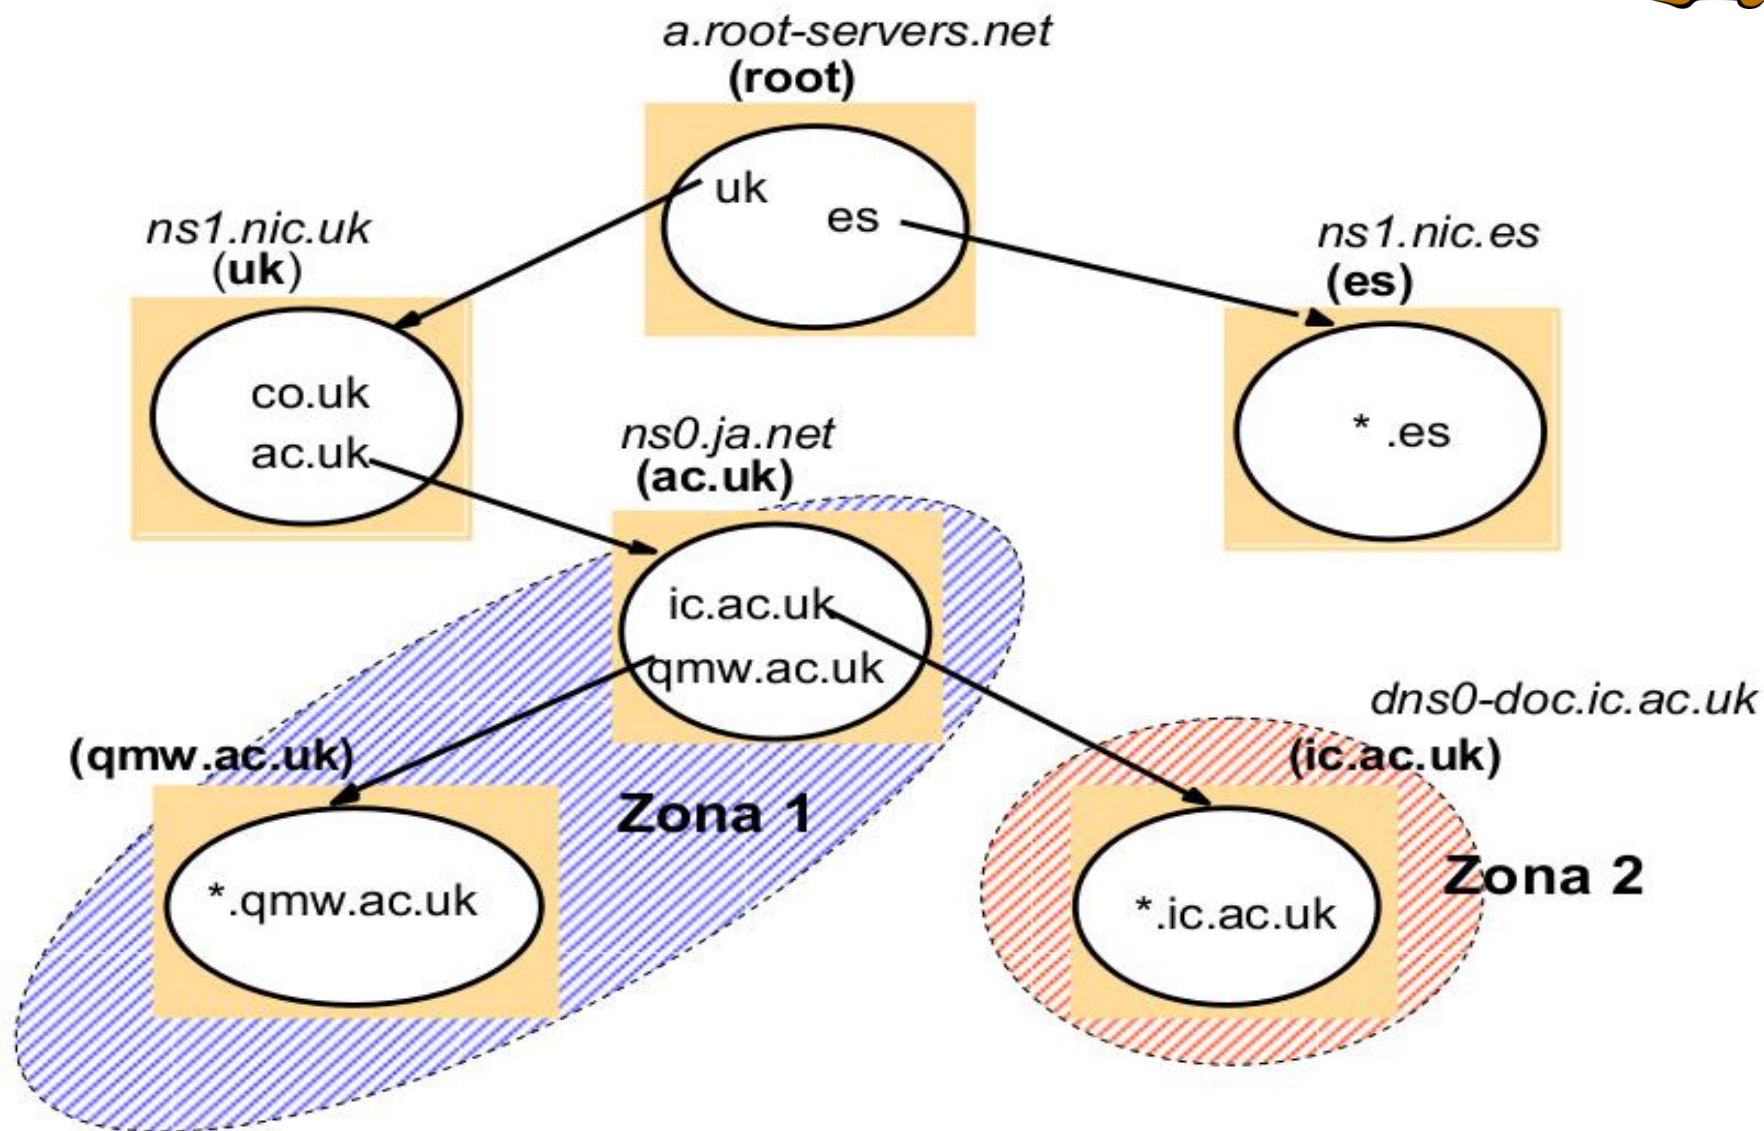 a.root-servers.net
(root)
uk
es
ns1.nic.uk
(uk)
co.uk
ac.uk
ns1.nic.es
(es)
* .es
ns0.ja.net
(ac.uk)
ic.ac.uk
qmw.ac.uk
(qmw.ac.uk)
*.qmw.ac.uk
Zona 1
dns0-doc.ic.ac.uk
(ic.ac.uk)
*.ic.ac.uk
Zona 2